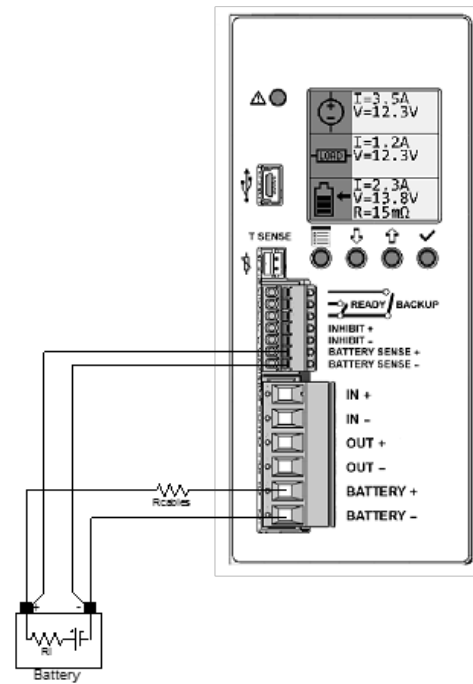 I=3.5A
V=12.3V
LOAD
I=1.2A
V=12.3V
I=2.3A
V=13.8V
R=15mΩ
T SENSE
READY
BACKUP
INHIBIT +
INHIBIT -
BATTERY SENSE +
BATTERY SENSE -
IN +
IN -
OUT +
OUT -
Rcables
BATTERY +
BATTERY -
+
-
RI
Battery